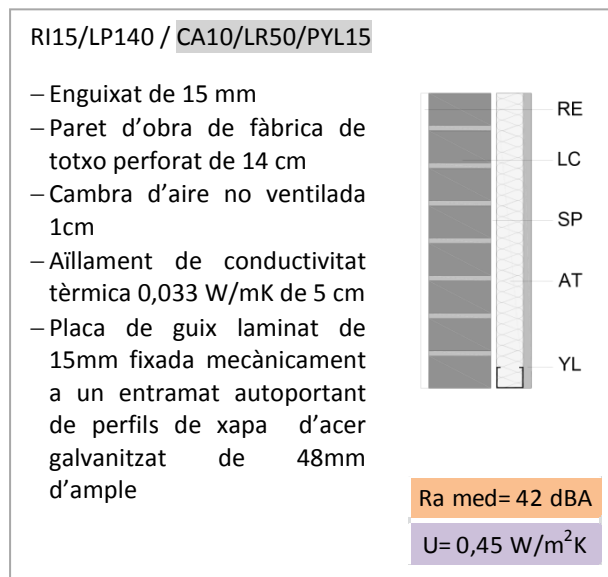 RI15/LP140 / CA10/LR50/PYL15
– Enguixat de 15 mm
– Paret d’obra de fàbrica de
totxo perforat de 14 cm
– Cambra d’aire no ventilada
1cm
– Aïllament de conductivitat
tèrmica 0,033 W/mK de 5 cm
– Placa de guix laminat de
15mm fixada mecànicament
a un entramat autoportant
de perfils de xapa d’acer
galvanitzat de 48mm
d’ample
RE
LC
SP
AT
YL
Ra med= 42 dBA
U= 0,45 W/m²K